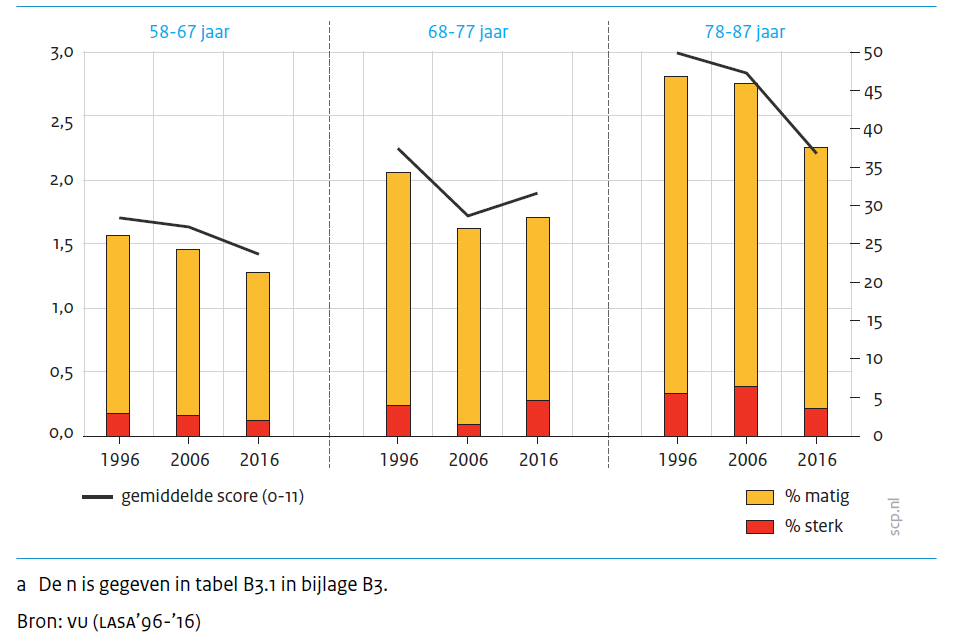 58-67 jaar 68-77 jaar 78-87 jaar
3,0 50
45
2,5
40
35
2,0
30
1,5 25
20
1,0
15
0,5 10
5
0,0 0
1996 2006 2016 1996 2006 2016 1996 2006 2016
gemiddelde score (0-11) % matig
% sterk
scp.nl
a De n is gegeven in tabel B3.1 in bijlage B3.
Bron: VU (LASA’96-’16)